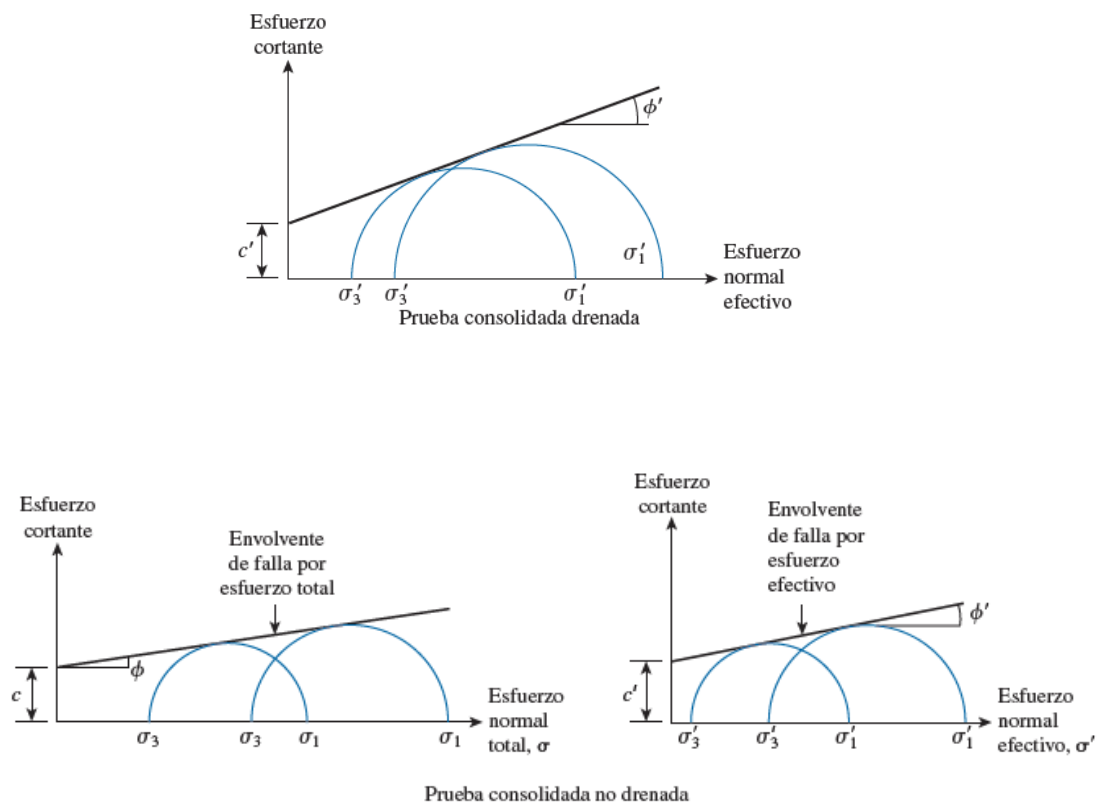 Esfuerzo
cortante
ϕ′
c′
σ′₁
Esfuerzo
normal
efectivo
σ′₃ σ′₃ σ′₁
Prueba consolidada drenada
Esfuerzo
cortante
Envolvente
de falla por
esfuerzo total
ϕ
c
σ₃ σ₃ σ₁ σ₁
Esfuerzo
normal
total, σ
Esfuerzo
cortante
Envolvente
de falla por
esfuerzo
efectivo
ϕ′
c′
σ′₃ σ′₃ σ′₁ σ′₁
Esfuerzo
normal
efectivo, σ′
Prueba consolidada no drenada